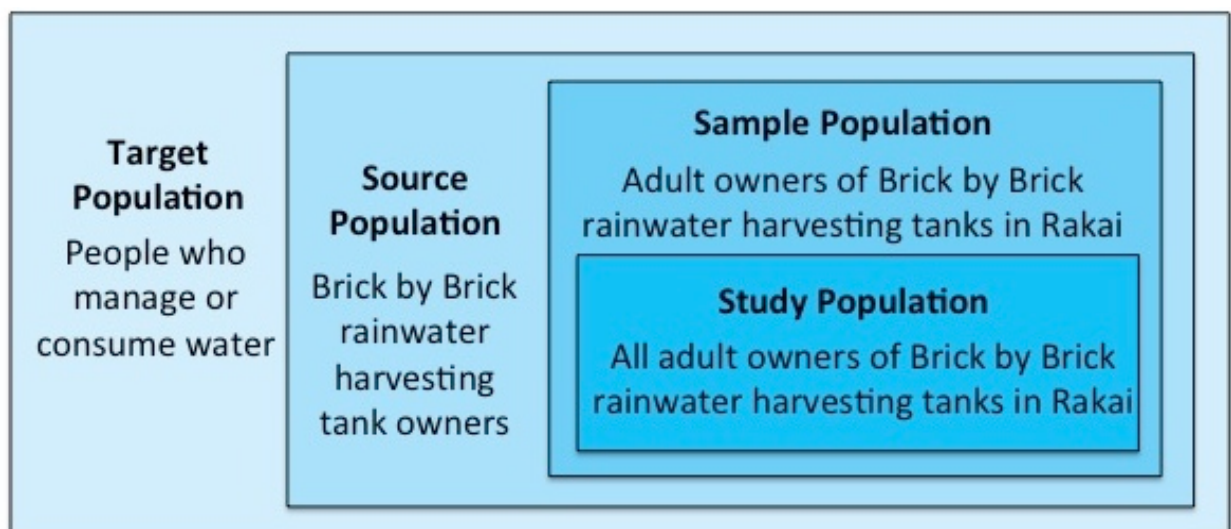 Target
Population
People who
manage or
consume water
Source
Population
Brick by Brick
rainwater
harvesting
tank owners
Sample Population
Adult owners of Brick by Brick
rainwater harvesting tanks in Rakai
Study Population
All adult owners of Brick by Brick
rainwater harvesting tanks in Rakai